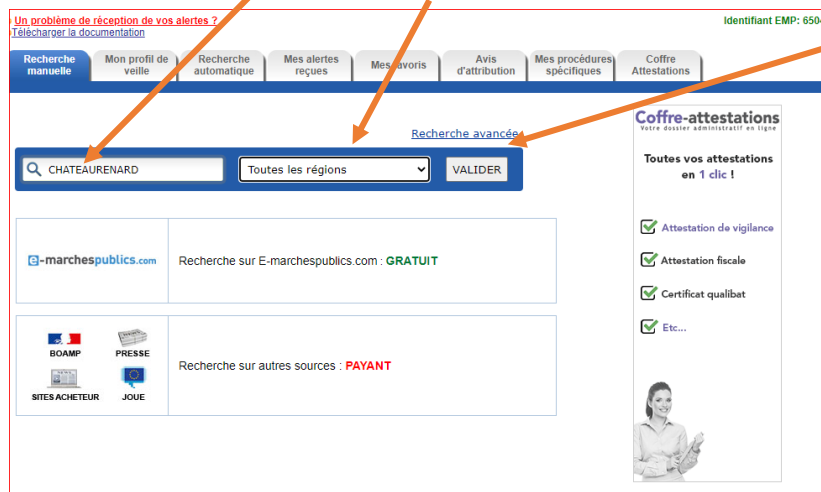 Un problème de réception de vos alertes ?
Télécharger la documentation
Identifiant EMP: 650
Recherche manuelle
Mon profil de veille
Recherche automatique
Mes alertes reçues
Mes favoris
Avis d'attribution
Mes procédures spécifiques
Coffre Attestations
Recherche avancée
CHATEAURENARD
Toutes les régions
VALIDER
e-marchespublics.com
Recherche sur E-marchespublics.com : GRATUIT
BOAMP
PRESSE
SITES ACHETEUR
JOUE
Recherche sur autres sources : PAYANT
Coffre-attestations
Votre dossier administratif en ligne
Toutes vos attestations
en 1 clic !
Attestation de vigilance
Attestation fiscale
Certificat qualibat
Etc...